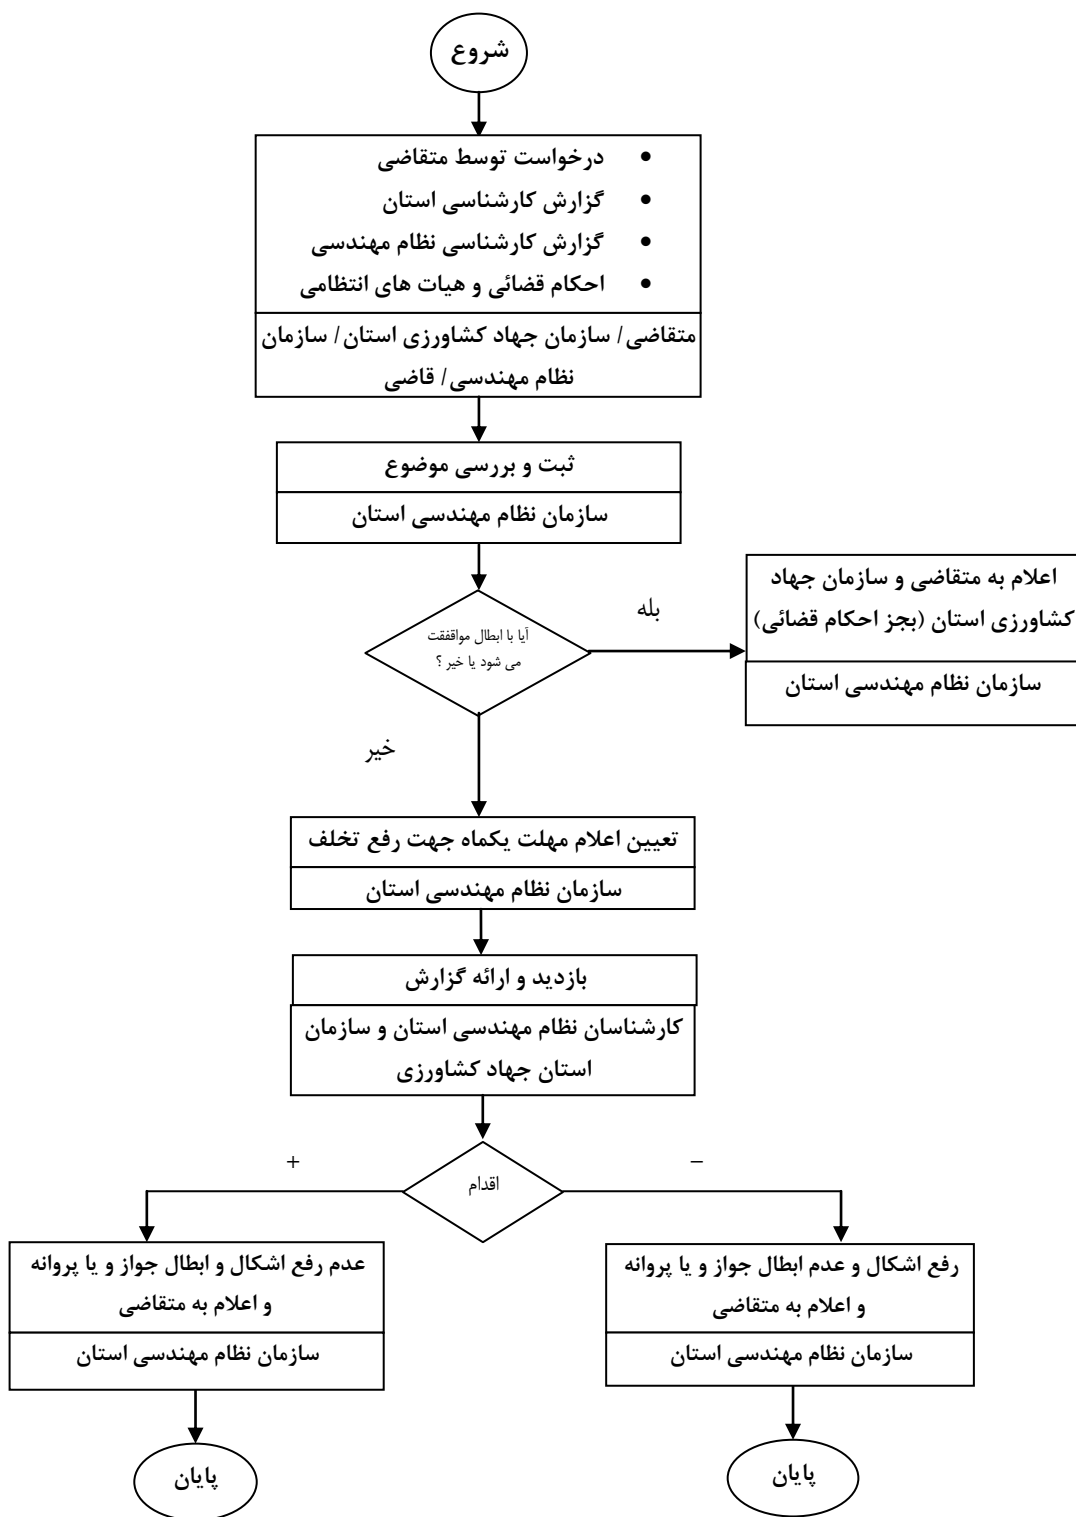 شروع
• درخواست توسط متقاضی
• گزارش کارشناسی استان
• گزارش کارشناسی نظام مهندسی
• احکام قضائی و هیات های انتظامی
متقاضی/ سازمان جهاد کشاورزی استان/ سازمان
نظام مهندسی/ قاضی
ثبت و بررسی موضوع
سازمان نظام مهندسی استان
آیا با ابطال مواققفت
می شود یا خیر ؟
بله
اعلام به متقاضی و سازمان جهاد
کشاورزی استان (بجز احکام قضائی)
سازمان نظام مهندسی استان
خیر
تعیین اعلام مهلت یکماه جهت رفع تخلف
سازمان نظام مهندسی استان
بازدید و ارائه گزارش
کارشناسان نظام مهندسی استان و سازمان
استان جهاد کشاورزی
اقدام
–
+
رفع اشکال و عدم ابطال جواز و یا پروانه
و اعلام به متقاضی
سازمان نظام مهندسی استان
پایان
عدم رفع اشکال و ابطال جواز و یا پروانه
و اعلام به متقاضی
سازمان نظام مهندسی استان
پایان